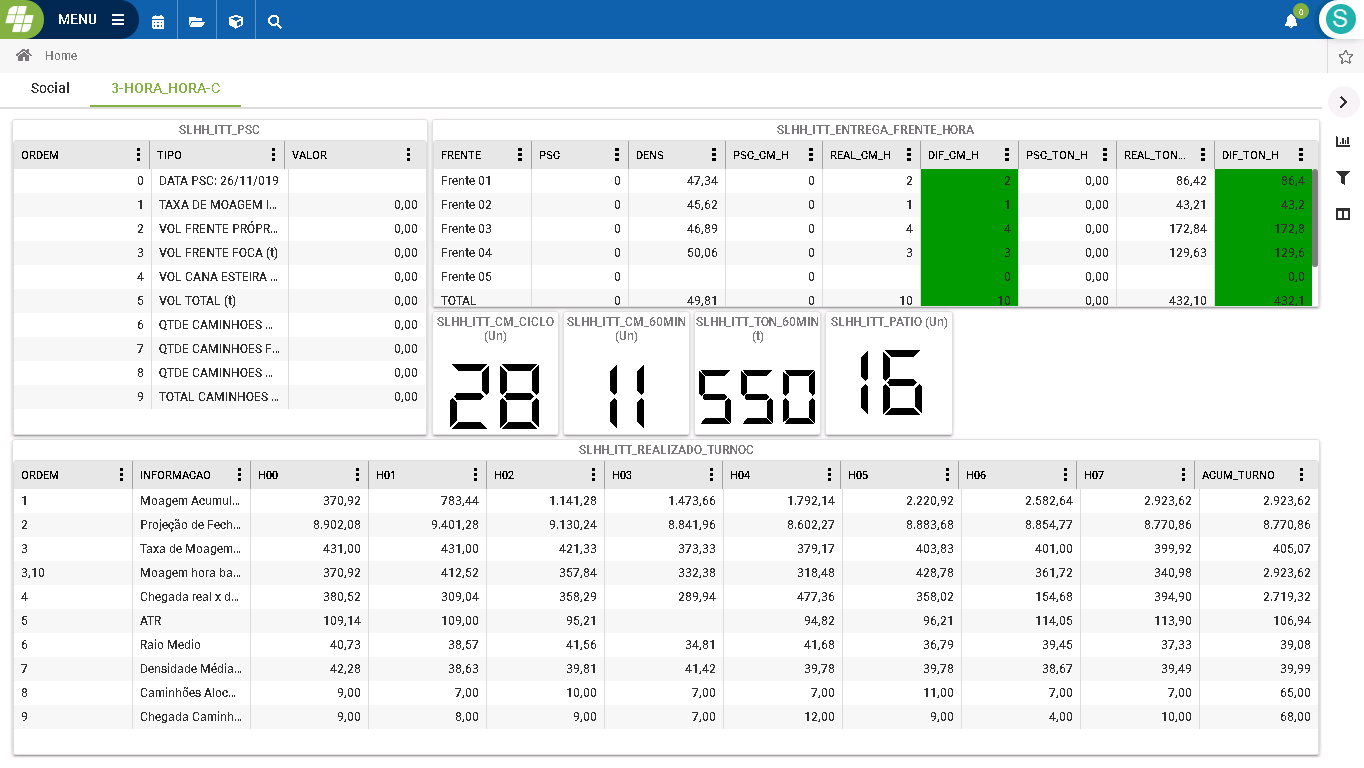 MENU
0
S
Home
Social 3-HORA_HORA-C
SLHH_ITT_PSC
ORDEM TIPO VALOR
0 DATA PSC: 26/11/019
1 TAXA DE MOAGEM I... 0,00
2 VOL FRENTE PRÓPR... 0,00
3 VOL FRENTE FOCA (t) 0,00
4 VOL CANA ESTEIRA ... 0,00
5 VOL TOTAL (t) 0,00
6 QTDE CAMINHOES ... 0,00
7 QTDE CAMINHOES F... 0,00
8 QTDE CAMINHOES ... 0,00
9 TOTAL CAMINHOES ... 0,00
SLHH_ITT_ENTREGA_FRENTE_HORA
FRENTE PSC DENS PSC_CM_H REAL_CM_H DIF_CM_H PSC_TON_H REAL_TON... DIF_TON_H
Frente 01 0 47,34 0 2 2 0,00 86,42 86,4
Frente 02 0 45,62 0 1 1 0,00 43,21 43,2
Frente 03 0 46,89 0 4 4 0,00 172,84 172,8
Frente 04 0 50,06 0 3 3 0,00 129,63 129,6
Frente 05 0 0 0 0,00 0,0
TOTAL 0 49,81 0 10 10 0,00 432,10 432,1
SLHH_ITT_CM_CICLO
(Un)
28
SLHH_ITT_CM_60MIN
(Un)
11
SLHH_ITT_TON_60MIN
(t)
550
SLHH_ITT_PATIO (Un)
16
SLHH_ITT_REALIZADO_TURNOC
ORDEM INFORMACAO H00 H01 H02 H03 H04 H05 H06 H07 ACUM_TURNO
1 Moagem Acumul... 370,92 783,44 1.141,28 1.473,66 1.792,14 2.220,92 2.582,64 2.923,62 2.923,62
2 Projeção de Fech... 8.902,08 9.401,28 9.130,24 8.841,96 8.602,27 8.883,68 8.854,77 8.770,86 8.770,86
3 Taxa de Moagem... 431,00 431,00 421,33 373,33 379,17 403,83 401,00 399,92 405,07
3,10 Moagem hora ba... 370,92 412,52 357,84 332,38 318,48 428,78 361,72 340,98 2.923,62
4 Chegada real x d... 380,52 309,04 358,29 289,94 477,36 358,02 154,68 394,90 2.719,32
5 ATR 109,14 109,00 95,21 94,82 96,21 114,05 113,90 106,94
6 Raio Medio 40,73 38,57 41,56 34,81 41,68 36,79 39,45 37,33 39,08
7 Densidade Média... 42,28 38,63 39,81 41,42 39,78 39,78 38,67 39,49 39,99
8 Caminhões Aloc... 9,00 7,00 10,00 7,00 7,00 11,00 7,00 7,00 65,00
9 Chegada Caminh... 9,00 8,00 9,00 7,00 12,00 9,00 4,00 10,00 68,00